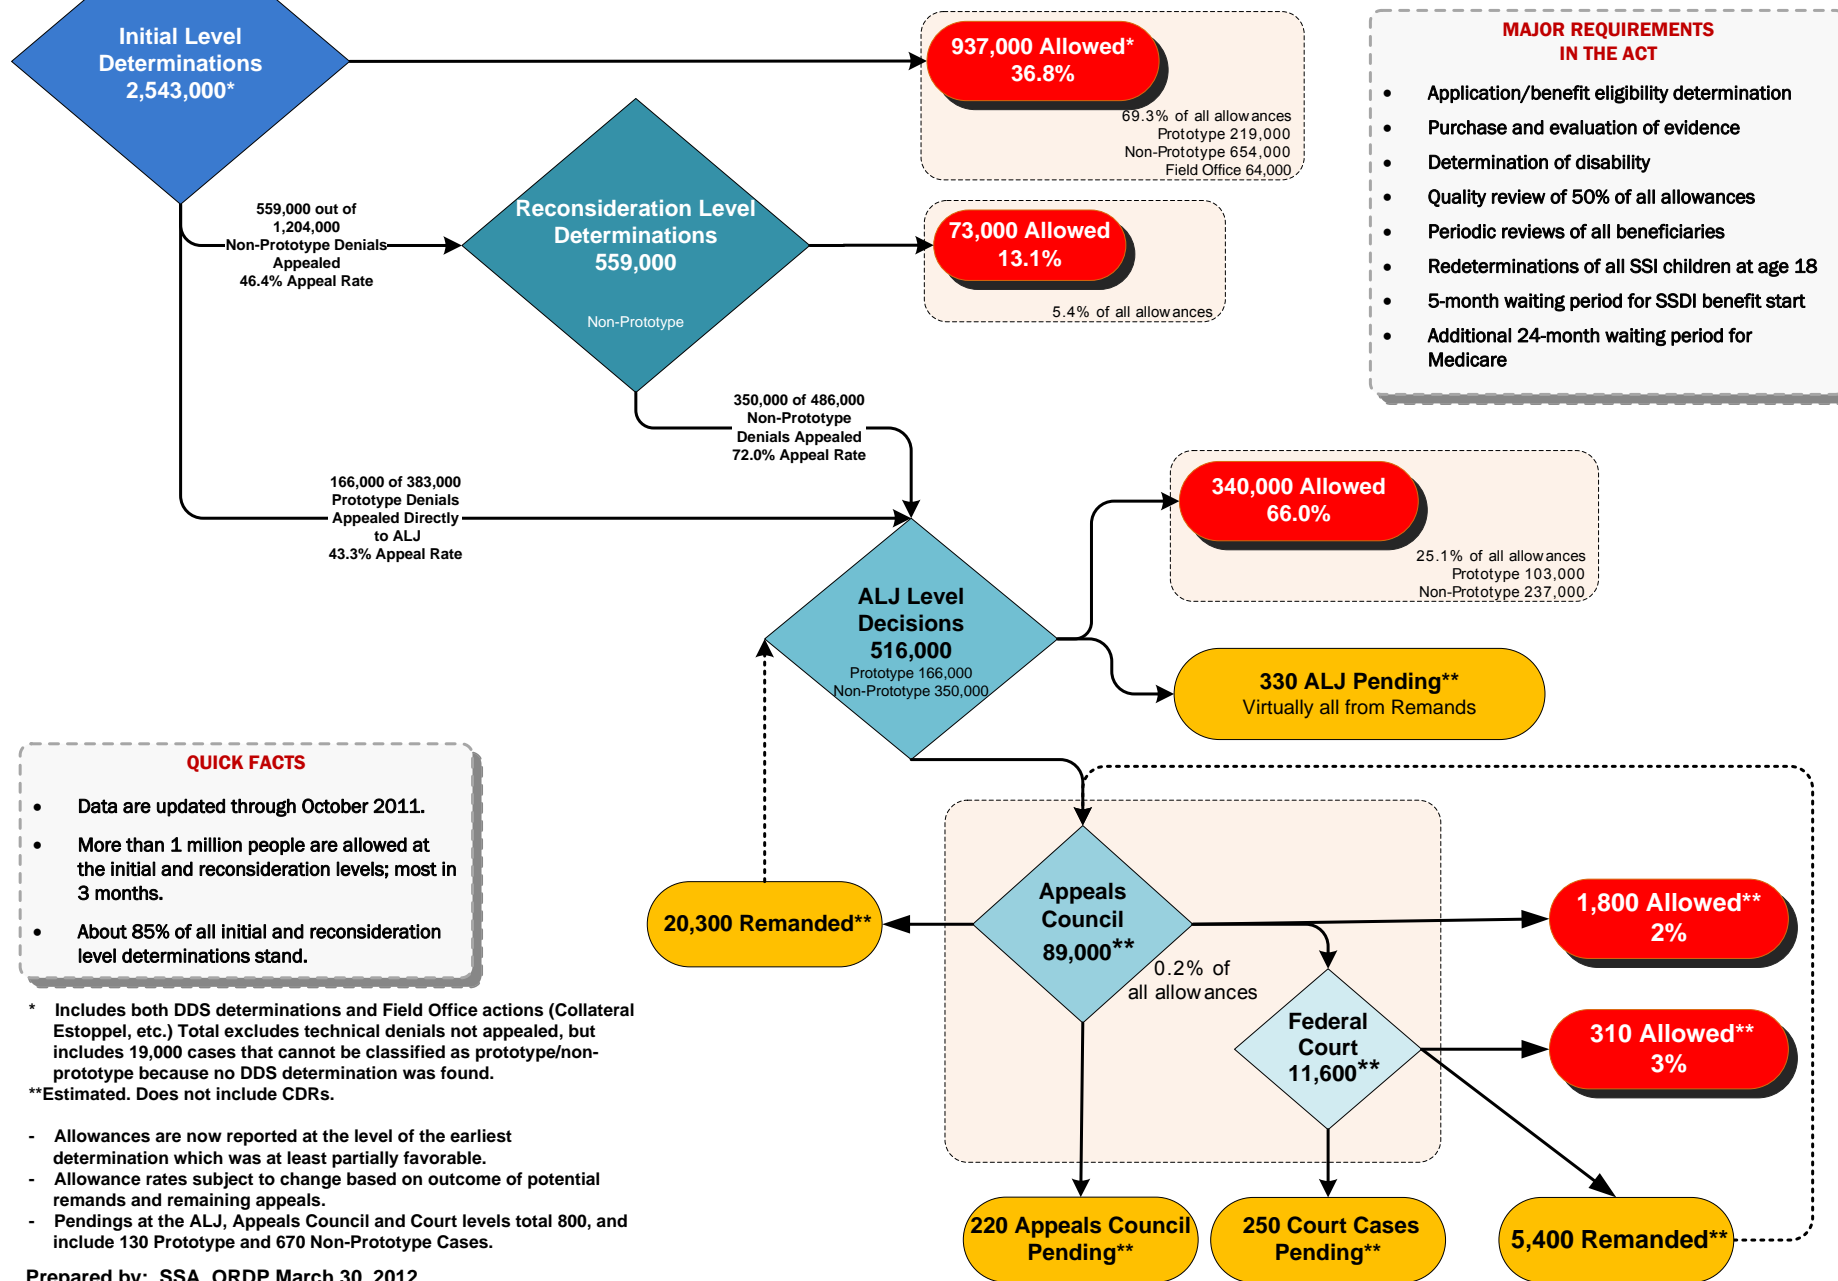 Initial Level
Determinations
2,543,000*
937,000 Allowed*
36.8%
69.3% of all allowances
Prototype 219,000
Non-Prototype 654,000
Field Office 64,000
MAJOR REQUIREMENTS
IN THE ACT
• Application/benefit eligibility determination
• Purchase and evaluation of evidence
• Determination of disability
• Quality review of 50% of all allowances
• Periodic reviews of all beneficiaries
• Redeterminations of all SSI children at age 18
• 5-month waiting period for SSDI benefit start
• Additional 24-month waiting period for
Medicare
559,000 out of
1,204,000
Non-Prototype Denials
Appealed
46.4% Appeal Rate
Reconsideration Level
Determinations
559,000
Non-Prototype
73,000 Allowed
13.1%
5.4% of all allowances
350,000 of 486,000
Non-Prototype
Denials Appealed
72.0% Appeal Rate
166,000 of 383,000
Prototype Denials
Appealed Directly
to ALJ
43.3% Appeal Rate
340,000 Allowed
66.0%
25.1% of all allowances
Prototype 103,000
Non-Prototype 237,000
ALJ Level
Decisions
516,000
Prototype 166,000
Non-Prototype 350,000
330 ALJ Pending**
Virtually all from Remands
QUICK FACTS
• Data are updated through October 2011.
• More than 1 million people are allowed at
the initial and reconsideration levels; most in
3 months.
• About 85% of all initial and reconsideration
level determinations stand.
20,300 Remanded**
Appeals
Council
89,000**
0.2% of
all allowances
1,800 Allowed**
2%
Federal
Court
11,600**
310 Allowed**
3%
220 Appeals Council
Pending**
250 Court Cases
Pending**
5,400 Remanded**
* Includes both DDS determinations and Field Office actions (Collateral
Estoppel, etc.) Total excludes technical denials not appealed, but
includes 19,000 cases that cannot be classified as prototype/non-
prototype because no DDS determination was found.
**Estimated. Does not include CDRs.
- Allowances are now reported at the level of the earliest
determination which was at least partially favorable.
- Allowance rates subject to change based on outcome of potential
remands and remaining appeals.
- Pendings at the ALJ, Appeals Council and Court levels total 800, and
include 130 Prototype and 670 Non-Prototype Cases.
Prepared by: SSA, ORDP March 30, 2012